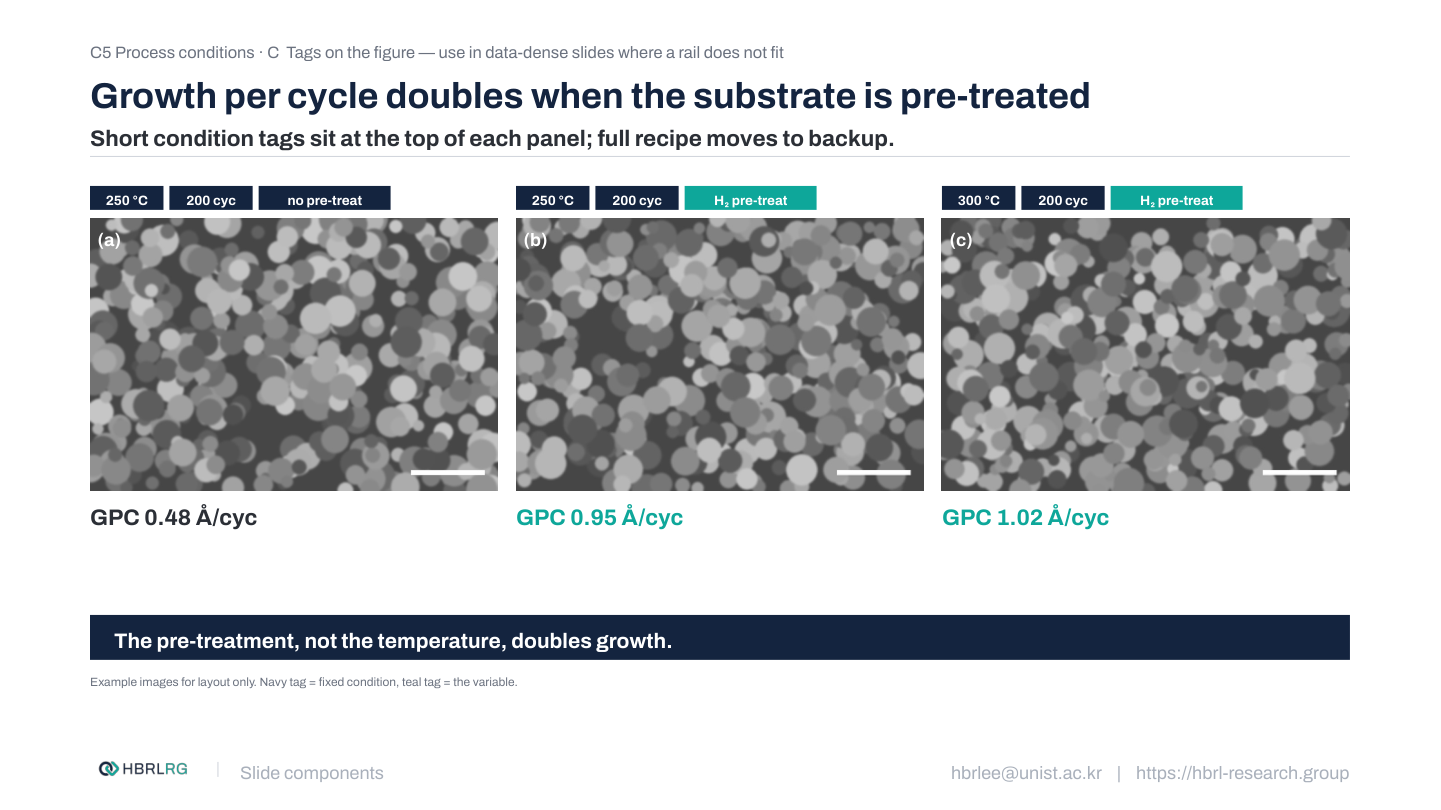 C5 Process conditions · C  Tags on the figure — use in data-dense slides where a rail does not fit
Growth per cycle doubles when the substrate is pre-treated
Short condition tags sit at the top of each panel; full recipe moves to backup.
250 °C 200 cyc no pre-treat
250 °C 200 cyc H₂ pre-treat
300 °C 200 cyc H₂ pre-treat
(a)
(b)
(c)
GPC 0.48 Å/cyc
GPC 0.95 Å/cyc
GPC 1.02 Å/cyc
The pre-treatment, not the temperature, doubles growth.
Example images for layout only. Navy tag = fixed condition, teal tag = the variable.
HBRLRG | Slide components
hbrlee@unist.ac.kr | https://hbrl-research.group